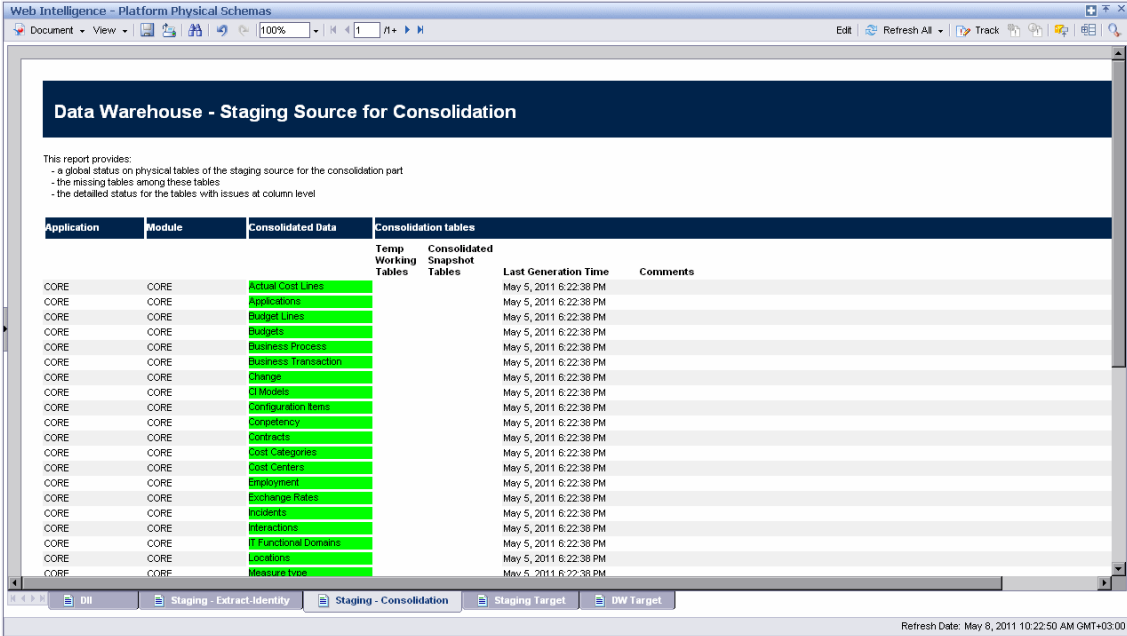 Web Intelligence - Platform Physical Schemas
Document View 100% 1 /1+ Edit Refresh All Track
Data Warehouse - Staging Source for Consolidation
This report provides:
- a global status on physical tables of the staging source for the consolidation part
- the missing tables among these tables
- the detailled status for the tables with issues at column level
Application Module Consolidated Data Consolidation tables
Temp Working Tables Consolidated Snapshot Tables Last Generation Time Comments
CORE CORE Actual Cost Lines May 5, 2011 6:22:38 PM
CORE CORE Applications May 5, 2011 6:22:38 PM
CORE CORE Budget Lines May 5, 2011 6:22:38 PM
CORE CORE Budgets May 5, 2011 6:22:38 PM
CORE CORE Business Process May 5, 2011 6:22:38 PM
CORE CORE Business Transaction May 5, 2011 6:22:38 PM
CORE CORE Change May 5, 2011 6:22:38 PM
CORE CORE CI Models May 5, 2011 6:22:38 PM
CORE CORE Configuration Items May 5, 2011 6:22:38 PM
CORE CORE Conpetency May 5, 2011 6:22:38 PM
CORE CORE Contracts May 5, 2011 6:22:38 PM
CORE CORE Cost Categories May 5, 2011 6:22:38 PM
CORE CORE Cost Centers May 5, 2011 6:22:38 PM
CORE CORE Employment May 5, 2011 6:22:38 PM
CORE CORE Exchange Rates May 5, 2011 6:22:38 PM
CORE CORE Incidents May 5, 2011 6:22:38 PM
CORE CORE Interactions May 5, 2011 6:22:38 PM
CORE CORE IT Functional Domains May 5, 2011 6:22:38 PM
CORE CORE Locations May 5, 2011 6:22:38 PM
CORE CORE Measure type May 5, 2011 6:22:38 PM
DII Staging - Extract-Identity Staging - Consolidation Staging Target DW Target
Refresh Date: May 8, 2011 10:22:50 AM GMT+03:00